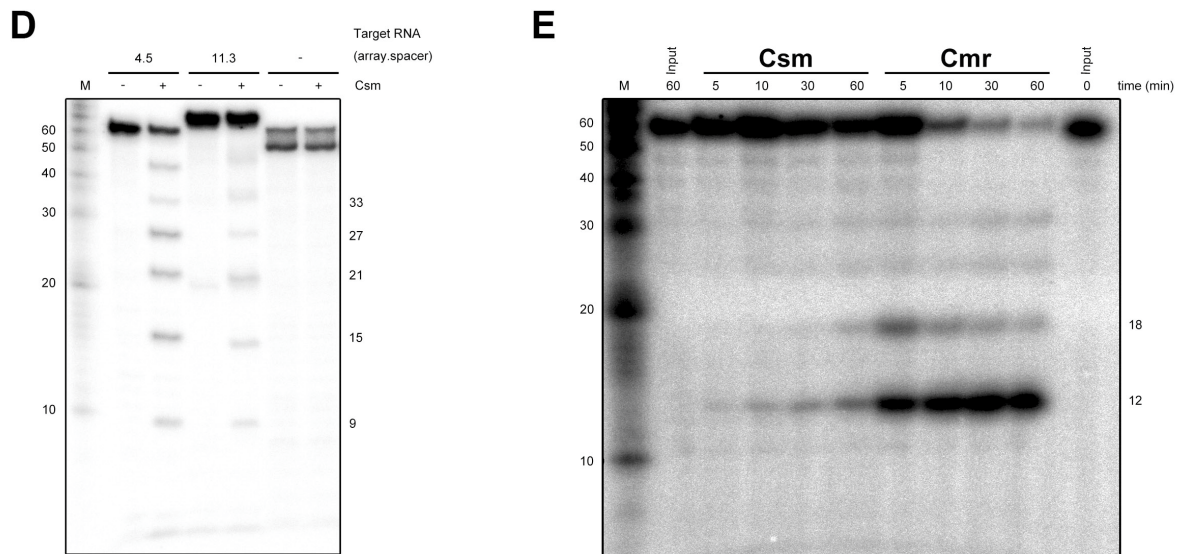 D
Target RNA
4.5 11.3 - (array.spacer)
M - + - + - + Csm
60
50
40
30
20
10
33
27
21
15
9
E
Input Csm Cmr Input
M 60 5 10 30 60 5 10 30 60 0 time (min)
60
50
40
30
20
10
18
12